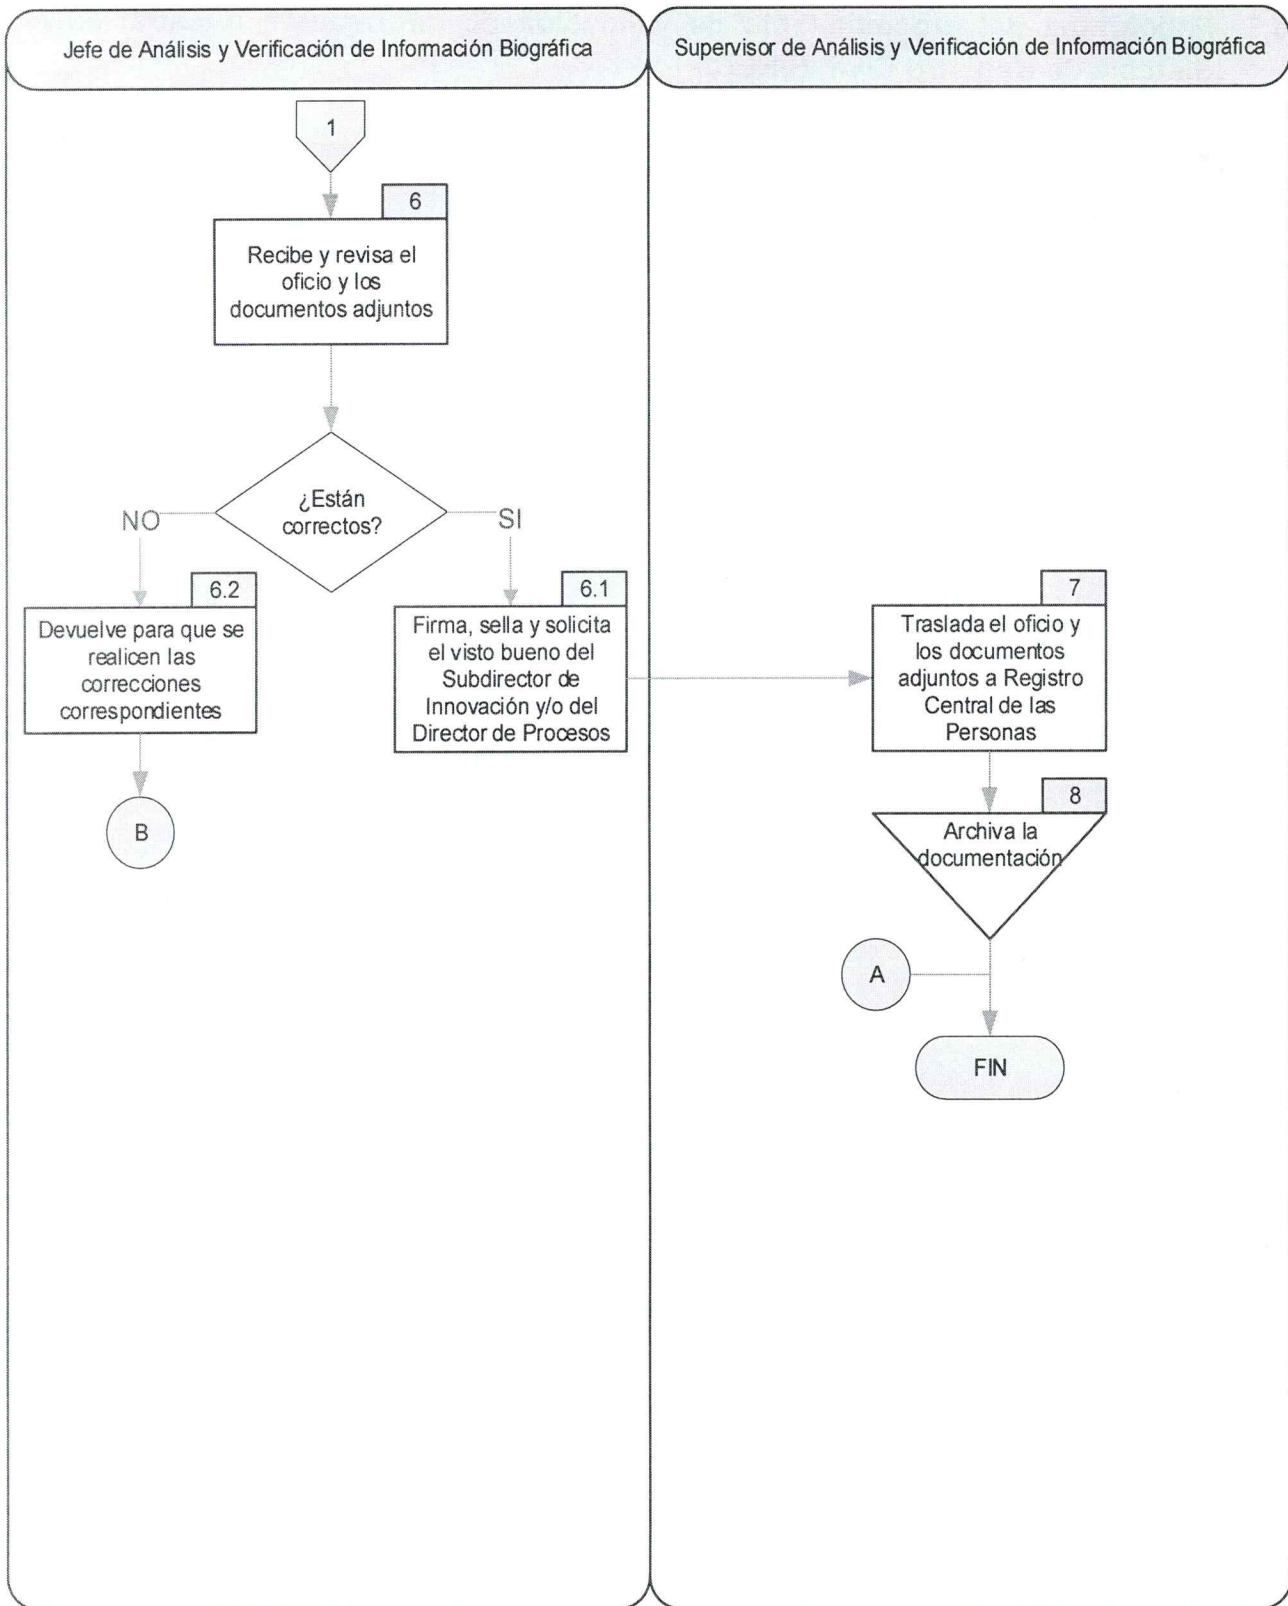 Jefe de Análisis y Verificación de Información Biográfica
Supervisor de Análisis y Verificación de Información Biográfica
1
6
Recibe y revisa el
oficio y los
documentos adjuntos
¿Están
correctos?
NO
SI
6.2
Devuelve para que se
realicen las
correcciones
correspondientes
B
6.1
Firma, sella y solicita
el visto bueno del
Subdirector de
Innovación y/o del
Director de Procesos
7
Traslada el oficio y
los documentos
adjuntos a Registro
Central de las
Personas
8
Archiva la
documentación
A
FIN